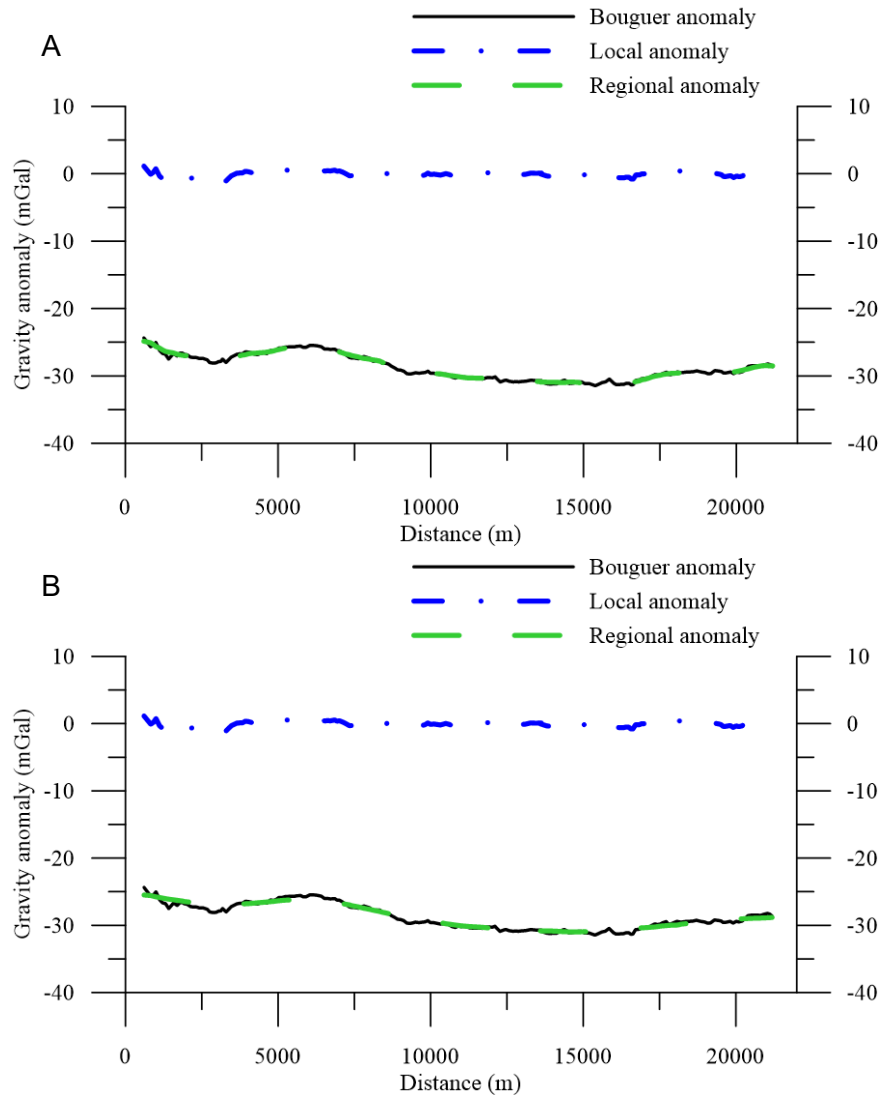 A
Bouguer anomaly
Local anomaly
Regional anomaly
10 10
0 0
-10 -10
-20 -20
-30 -30
-40 -40
Gravity anomaly (mGal)
0 5000 10000 15000 20000
Distance (m)
B
Bouguer anomaly
Local anomaly
Regional anomaly
10 10
0 0
-10 -10
-20 -20
-30 -30
-40 -40
Gravity anomaly (mGal)
0 5000 10000 15000 20000
Distance (m)